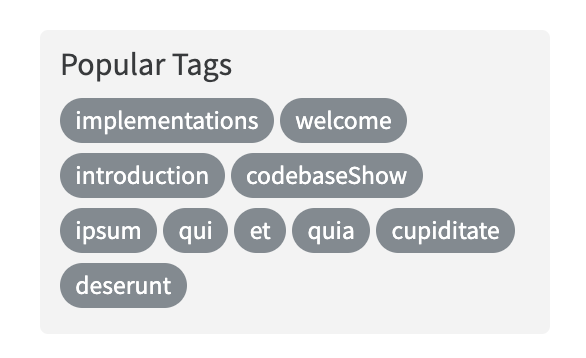 Popular Tags
implementations welcome
introduction codebaseShow
ipsum qui et quia cupiditate
deserunt